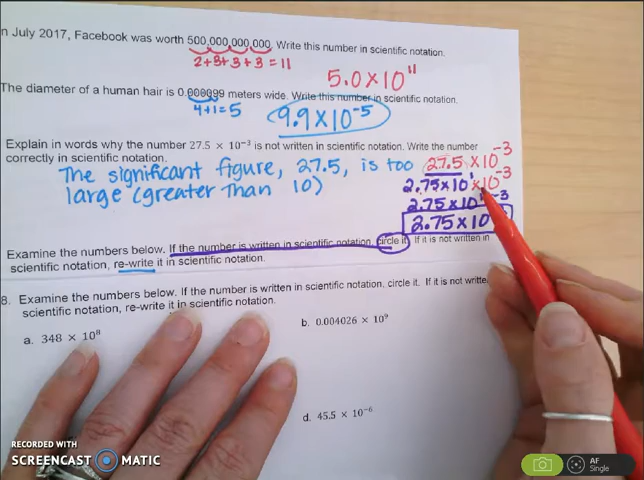 n July 2017, Facebook was worth 500,000,000,000. Write this number in scientific notation.
2+3+3+3=11
5.0×10¹¹
The diameter of a human hair is 0.000099 meters wide. Write this number in scientific notation.
4+1=5
9.9×10⁻⁵
Explain in words why the number 27.5 × 10⁻³ is not written in scientific notation. Write the number
correctly in scientific notation.
The significant figure, 27.5, is too
large (greater than 10)
27.5×10⁻³
2.75×10¹×10⁻³
2.75×10
2.75×10
Examine the numbers below. If the number is written in scientific notation, circle it. If it is not written in
scientific notation, re-write it in scientific notation.
8. Examine the numbers below. If the number is written in scientific notation, circle it. If it is not writte
scientific notation, re-write it in scientific notation.
a. 348 × 10⁸
b. 0.004026 × 10⁹
d. 45.5 × 10⁻⁶
RECORDED WITH
SCREENCAST MATIC
AF
Single